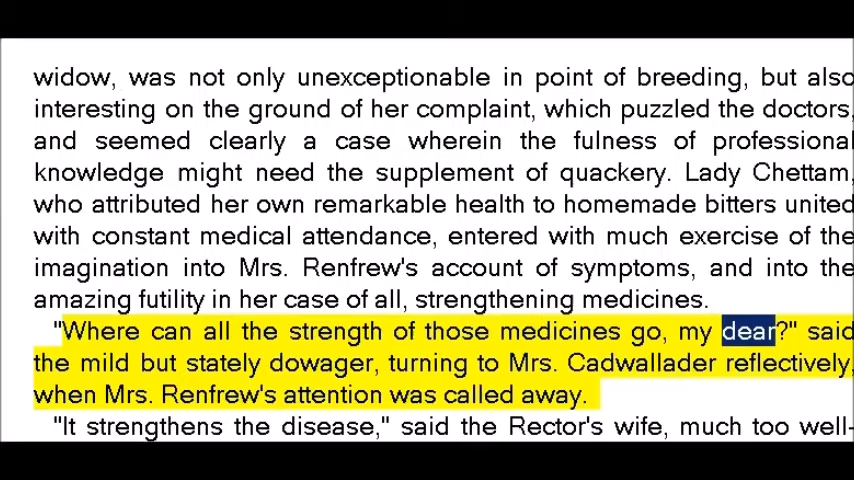 widow, was not only unexceptionable in point of breeding, but also
interesting on the ground of her complaint, which puzzled the doctors,
and seemed clearly a case wherein the fulness of professional
knowledge might need the supplement of quackery. Lady Chettam,
who attributed her own remarkable health to homemade bitters united
with constant medical attendance, entered with much exercise of the
imagination into Mrs. Renfrew's account of symptoms, and into the
amazing futility in her case of all, strengthening medicines.
"Where can all the strength of those medicines go, my dear?" said
the mild but stately dowager, turning to Mrs. Cadwallader reflectively,
when Mrs. Renfrew's attention was called away.
"It strengthens the disease," said the Rector's wife, much too well-